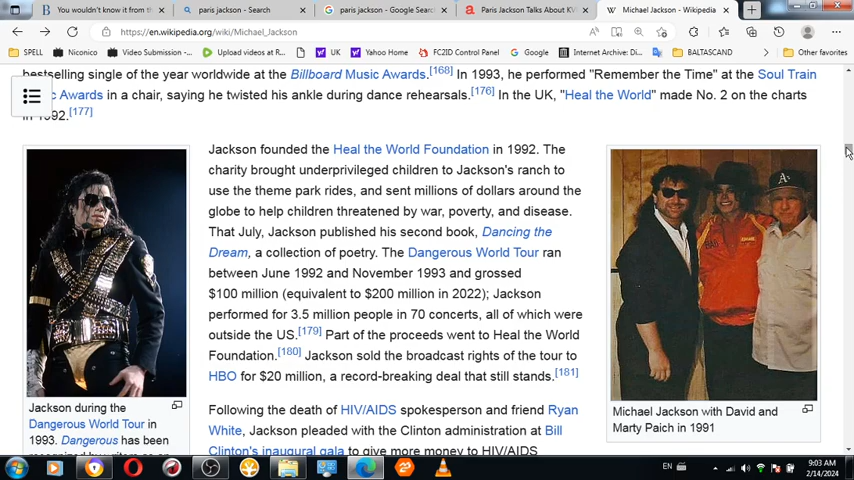 You wouldn't know it from th
paris jackson - Search
paris jackson - Google Searc
Paris Jackson Talks About KV
Michael Jackson - Wikipedia
https://en.wikipedia.org/wiki/Michael_Jackson
SPELL
Niconico
Video Submission -...
Upload videos at R...
UK
Yahoo Home
FC2ID Control Panel
Google
Internet Archive: Di...
BALTASCAND
Other favorites
bestselling single of the year worldwide at the Billboard Music Awards.[168] In 1993, he performed "Remember the Time" at the Soul Train
c Awards in a chair, saying he twisted his ankle during dance rehearsals.[176] In the UK, "Heal the World" made No. 2 on the charts
in 1992.[177]
Jackson founded the Heal the World Foundation in 1992. The
charity brought underprivileged children to Jackson's ranch to
use the theme park rides, and sent millions of dollars around the
globe to help children threatened by war, poverty, and disease.
That July, Jackson published his second book, Dancing the
Dream, a collection of poetry. The Dangerous World Tour ran
between June 1992 and November 1993 and grossed
$100 million (equivalent to $200 million in 2022); Jackson
performed for 3.5 million people in 70 concerts, all of which were
outside the US.[179] Part of the proceeds went to Heal the World
Foundation.[180] Jackson sold the broadcast rights of the tour to
HBO for $20 million, a record-breaking deal that still stands.[181]
Following the death of HIV/AIDS spokesperson and friend Ryan
White, Jackson pleaded with the Clinton administration at Bill
Clinton's inaugural gala to give more money to HIV/AIDS
Jackson during the
Dangerous World Tour in
1993. Dangerous has been
BAD
A's
Michael Jackson with David and
Marty Paich in 1991
EN
9:03 AM
2/14/2024